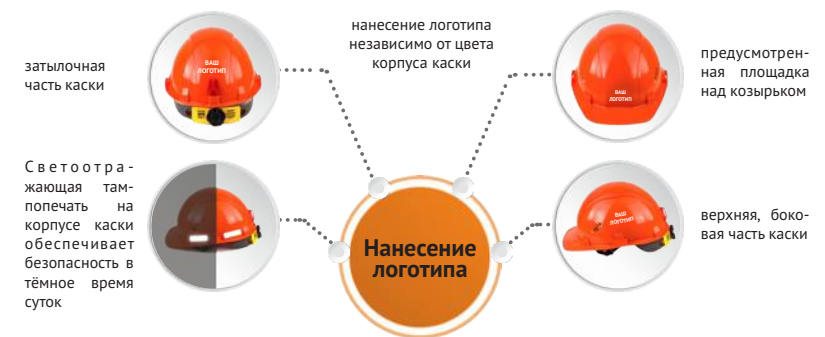 затылочная
часть каски
ВАШ
ЛОГОТИП
нанесение логотипа
независимо от цвета
корпуса каски
ВАШ
ЛОГОТИП
предусмотрен-
ная площадка
над козырьком
Светоотра-
жающая там-
попечать на
корпусе каски
обеспечивает
безопасность в
тёмное время
суток
Нанесение
логотипа
ВАШ
ЛОГОТИП
верхняя, боко-
вая часть каски